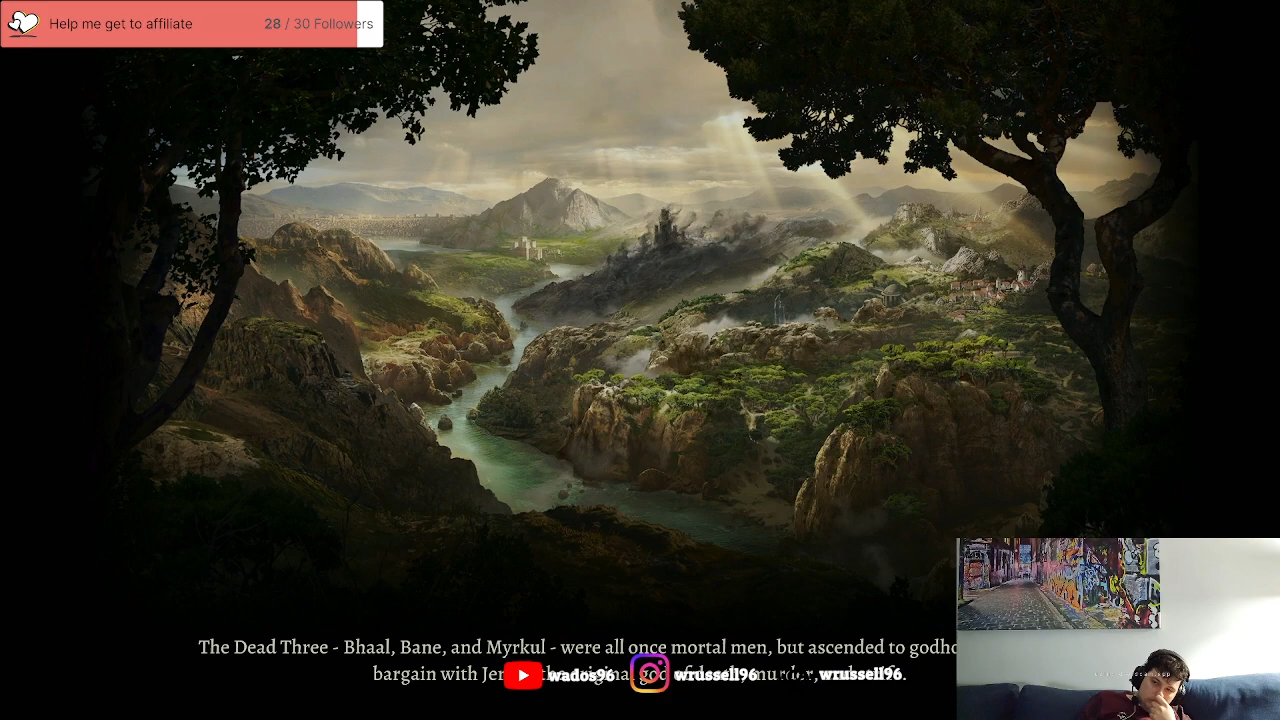 Help me get to affiliate
28 / 30 Followers
The Dead Three - Bhaal, Bane, and Myrkul - were all once mortal men, but ascended to godho
bargain with Jer
wados96
wrussell96
wrussell96